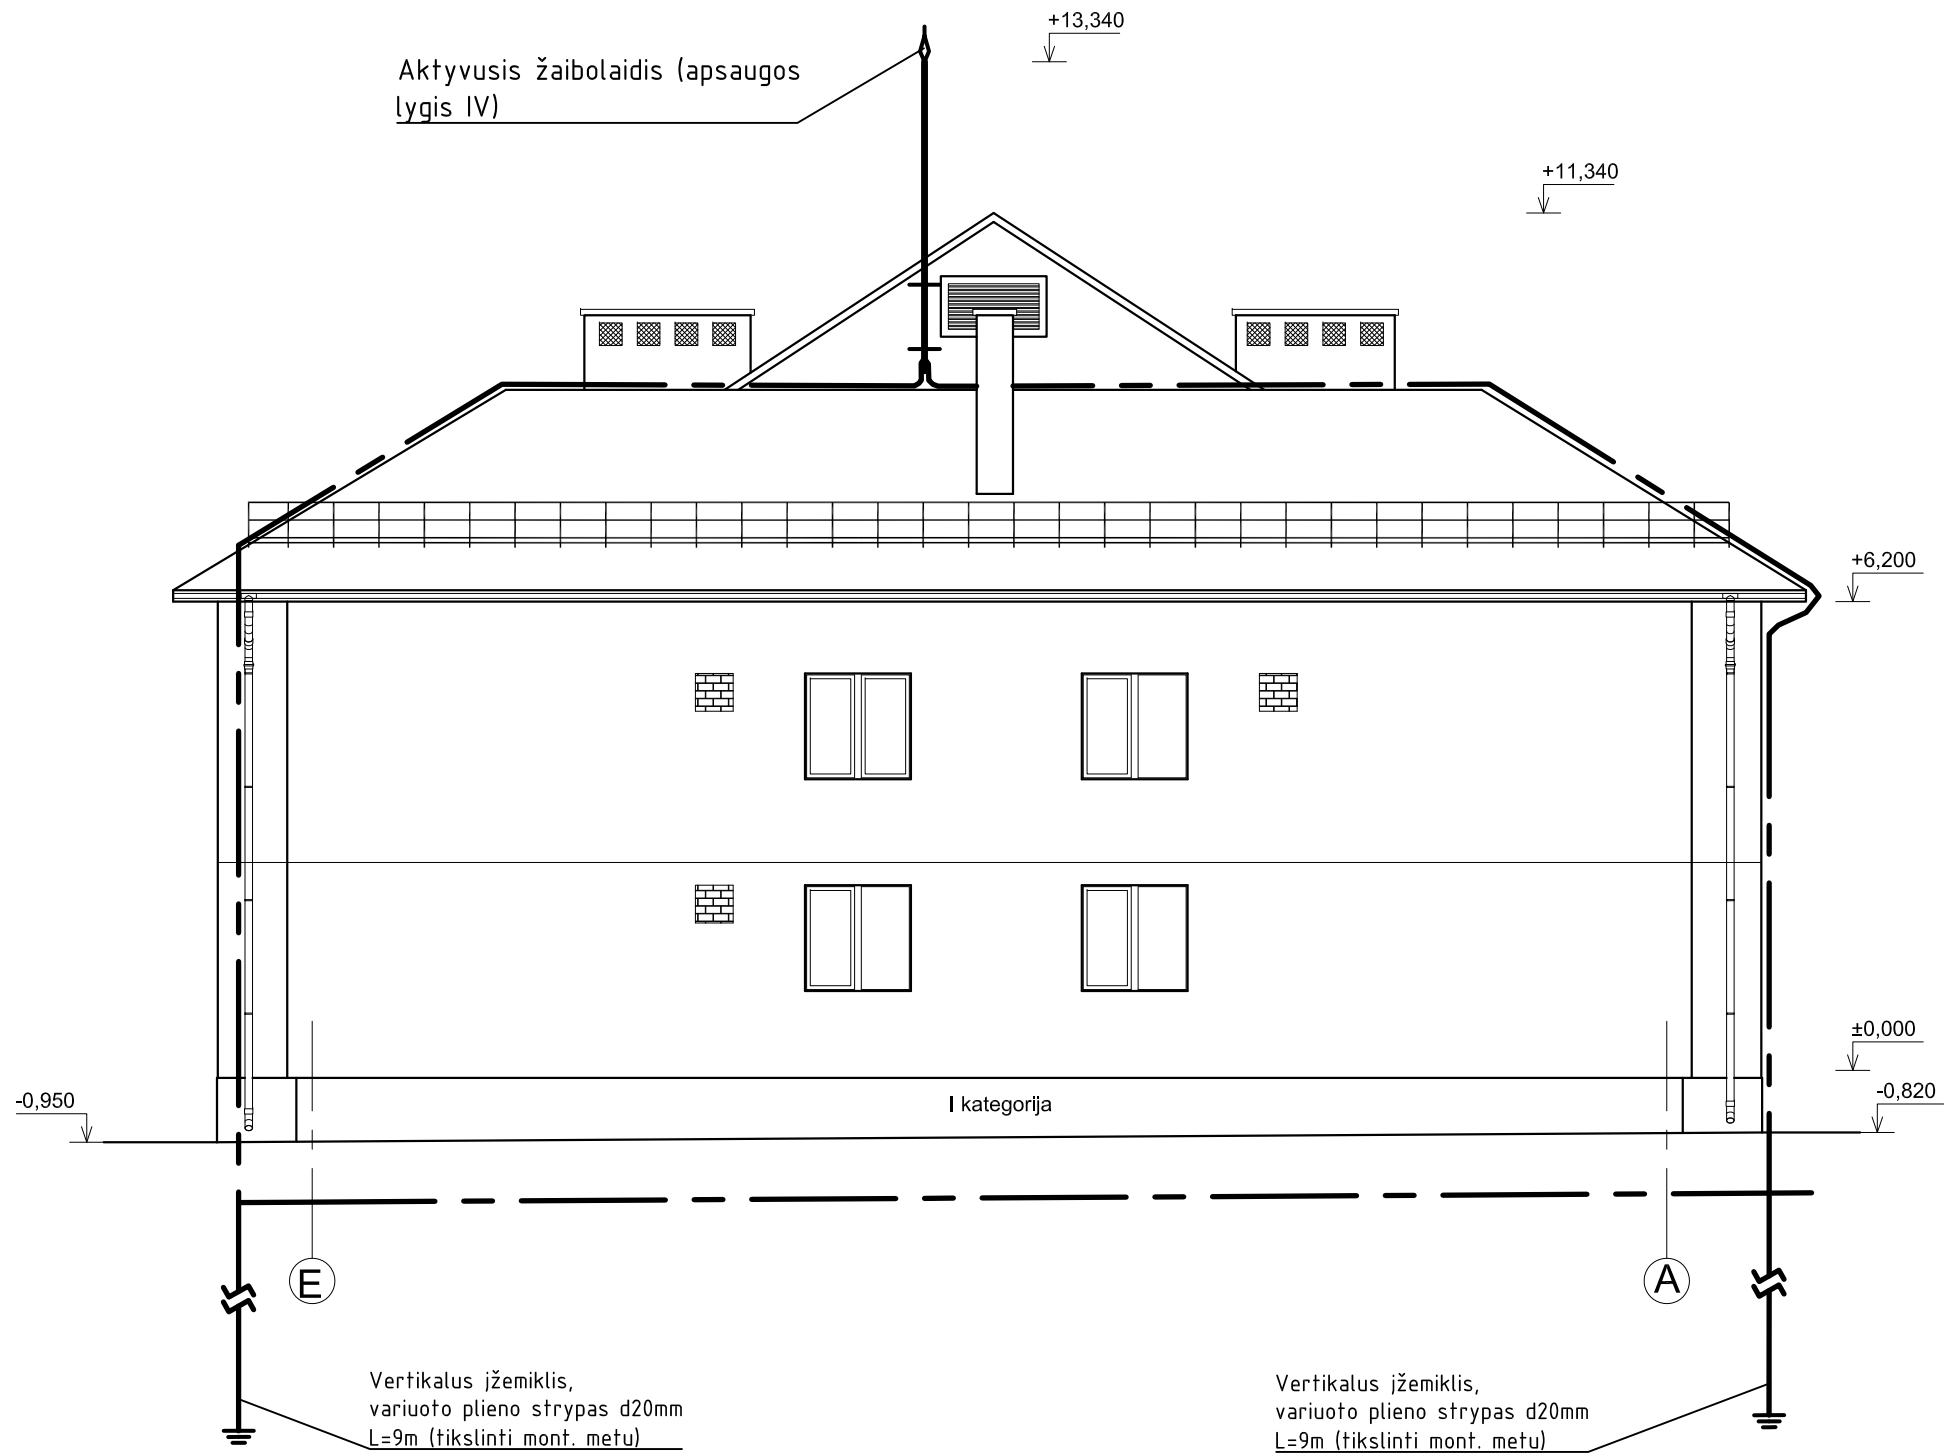 +13,340
Aktyvusis žaibolaidis (apsaugos
lygis IV)
+11,340
+6,200
±0,000
-0,950
I kategorija
-0,820
E
A
Vertikalus įžemiklis,
variuoto plieno strypas d20mm
L=9m (tikslinti mont. metu)
Vertikalus įžemiklis,
variuoto plieno strypas d20mm
L=9m (tikslinti mont. metu)